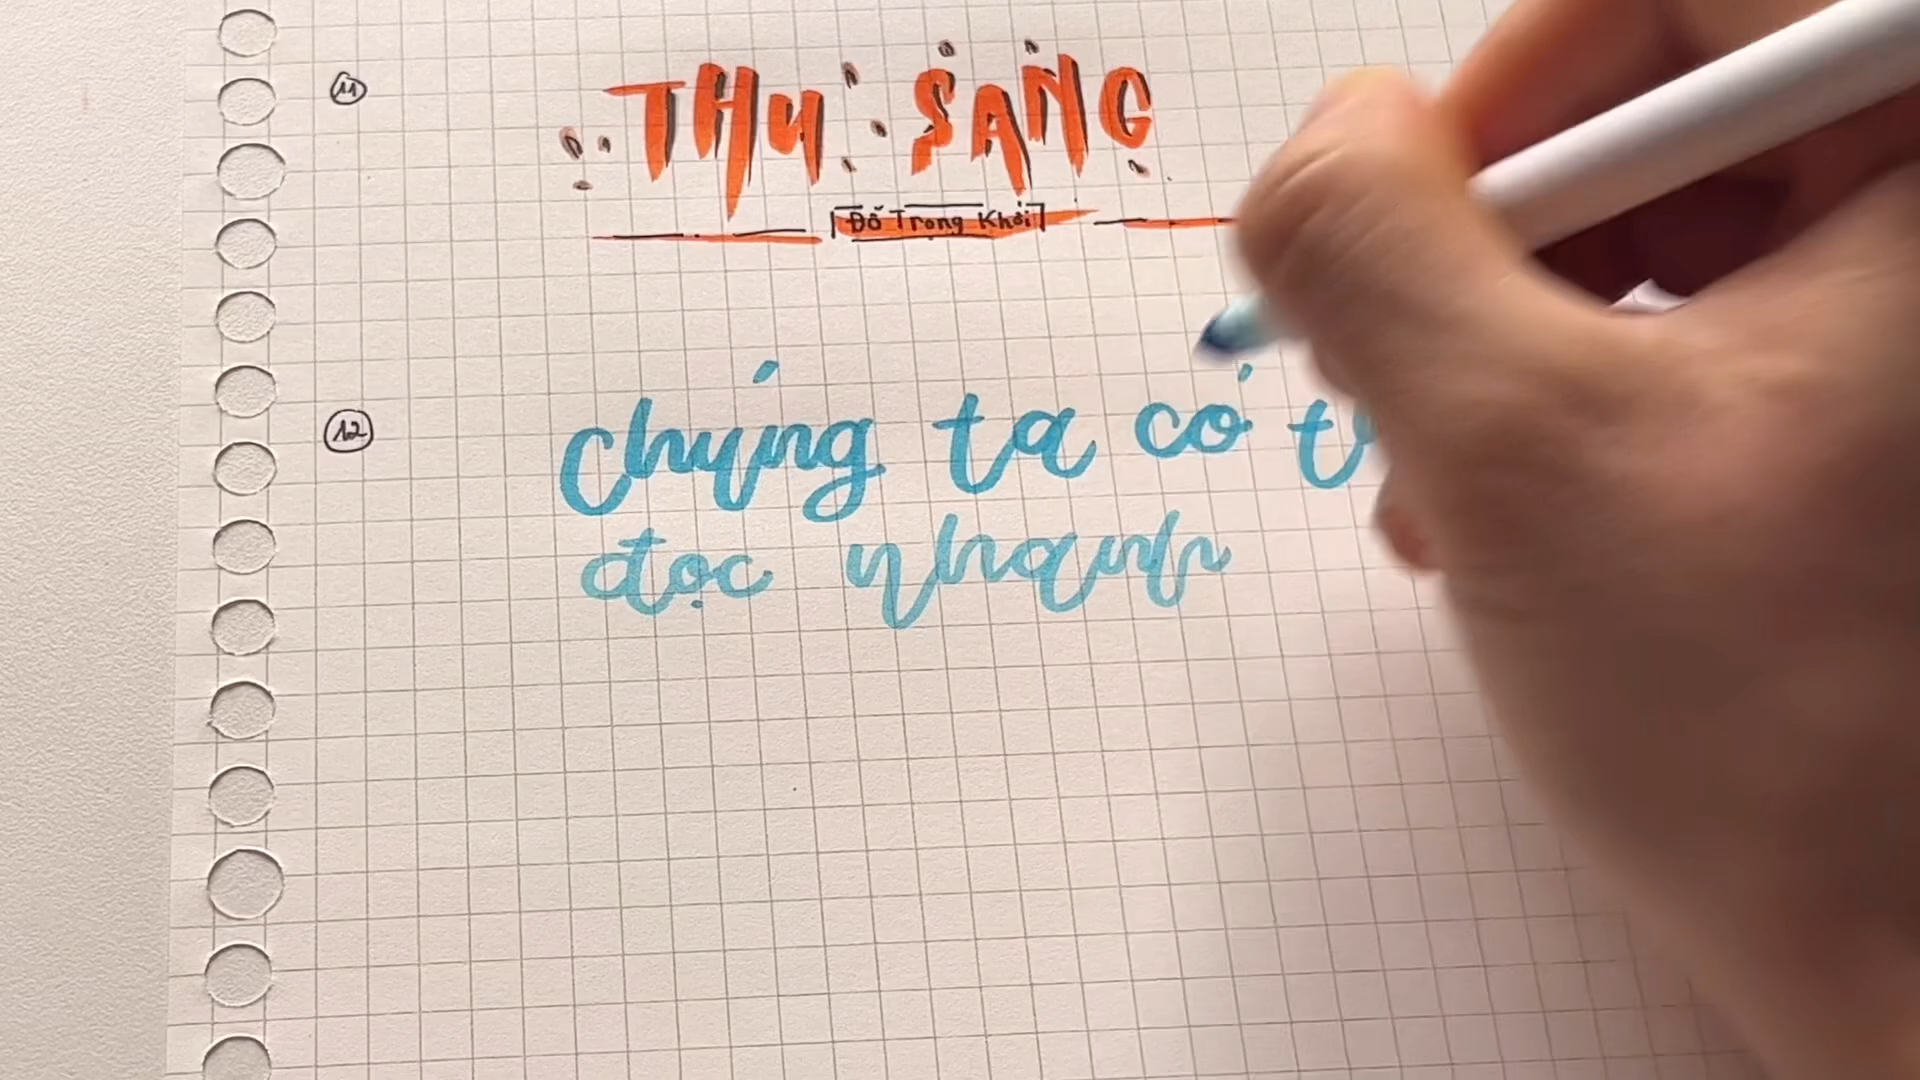 11
THU SANG
Đỗ Trọng Khơi
12
chúng ta có
đọc nhanh